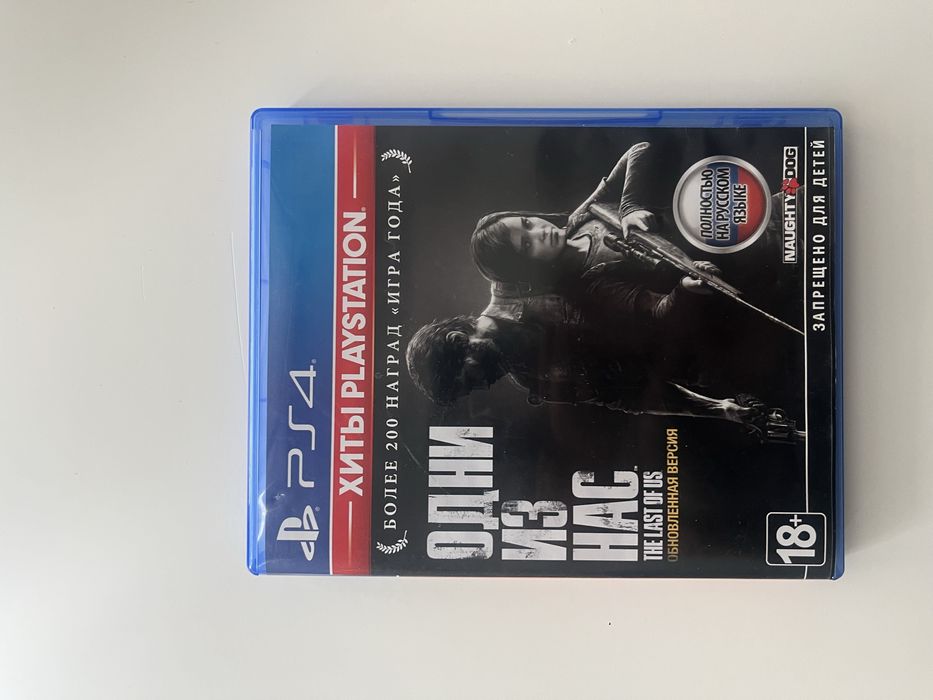 PS4
ХИТЫ PLAYSTATION®
БОЛЕЕ 200 НАГРАД «ИГРА ГОДА»
ОДНИ
ИЗ
НАС™
THE LAST OF US
ОБНОВЛЕННАЯ ВЕРСИЯ
ПОЛНОСТЬЮ
НА РУССКОМ
ЯЗЫКЕ
NAUGHTY DOG
18+
ЗАПРЕЩЕНО ДЛЯ ДЕТЕЙ